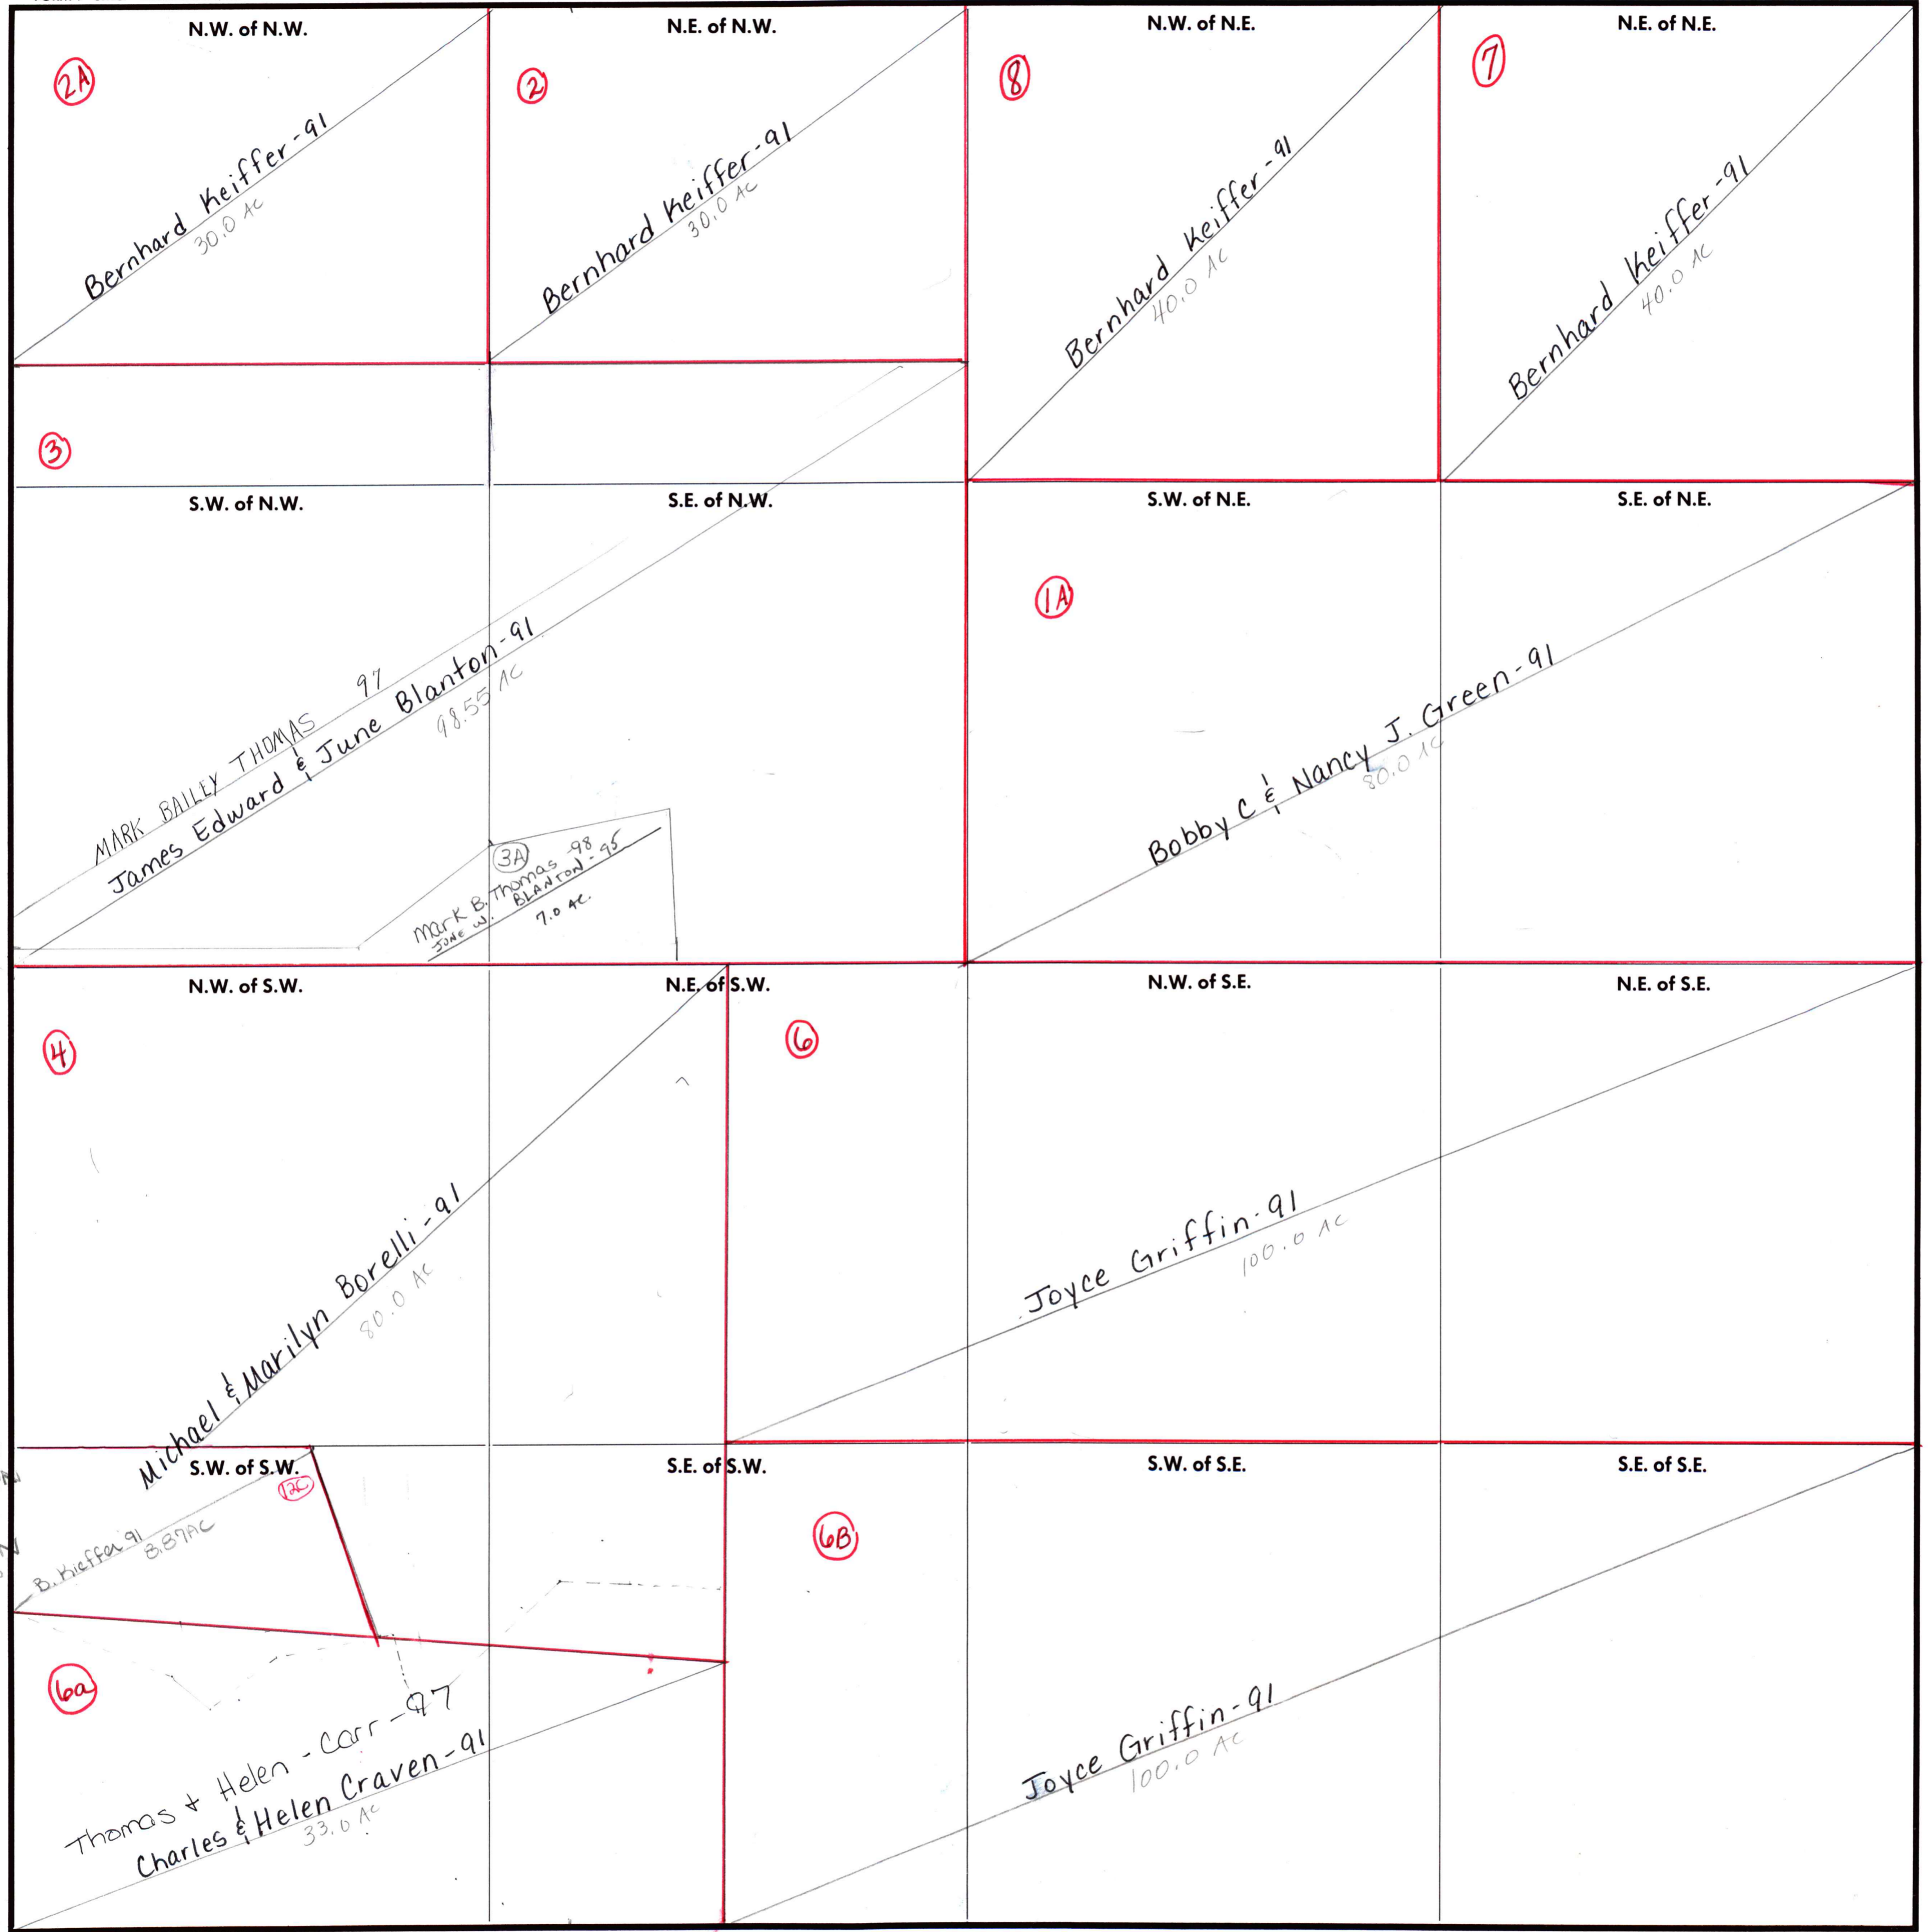 N.W. of N.W.
N.E. of N.W.
N.W. of N.E.
N.E. of N.E.
2A
2
8
7
Bernhard Keiffer-91
30.0 AC
Bernhard Keiffer-91
30.0 AC
Bernhard Keiffer-91
40.0 AC
Bernhard Keiffer-91
40.0 AC
3
S.W. of N.W.
S.E. of N.W.
S.W. of N.E.
S.E. of N.E.
1A
MARK BAILEY THOMAS 97
James Edward & June Blanton-91
98.55 AC
3A
Mark B. Thomas -98
JUNE W. BLANTON-95
7.0 AC.
Bobby C & Nancy J. Green-91
80.0 AC
N.W. of S.W.
N.E. of S.W.
N.W. of S.E.
N.E. of S.E.
4
6
Michael & Marilyn Borelli-91
80.0 AC
Joyce Griffin-91
100.0 AC
S.W. of S.W.
S.E. of S.W.
S.W. of S.E.
S.E. of S.E.
12C
B. Kieffer 91
8.87AC
6B
6a
Thomas + Helen - Carr-97
Charles & Helen Craven-91
33.0 AC
Joyce Griffin-91
100.0 AC